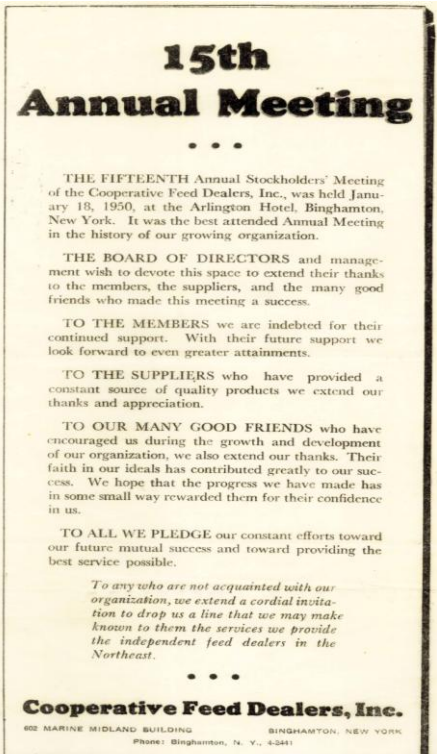 15th
Annual Meeting
• • •
THE FIFTEENTH Annual Stockholders' Meeting
of the Cooperative Feed Dealers, Inc., was held Janu-
ary 18, 1950, at the Arlington Hotel, Binghamton,
New York. It was the best attended Annual Meeting
in the history of our growing organization.
THE BOARD OF DIRECTORS and manage-
ment wish to devote this space to extend their thanks
to the members, the suppliers, and the many good
friends who made this meeting a success.
TO THE MEMBERS we are indebted for their
continued support. With their future support we
look forward to even greater attainments.
TO THE SUPPLIERS who have provided a
constant source of quality products we extend our
thanks and appreciation.
TO OUR MANY GOOD FRIENDS who have
encouraged us during the growth and development
of our organization, we also extend our thanks. Their
faith in our ideals has contributed greatly to our suc-
cess. We hope that the progress we have made has
in some small way rewarded them for their confidence
in us.
TO ALL WE PLEDGE our constant efforts toward
our future mutual success and toward providing the
best service possible.
To any who are not acquainted with our
organization, we extend a cordial invita-
tion to drop us a line that we may make
known to them the services we provide
the independent feed dealers in the
Northeast.
• • •
Cooperative Feed Dealers, Inc.
602 MARINE MIDLAND BUILDING BINGHAMTON, NEW YORK
Phone: Binghamton, N. Y., 4-2441